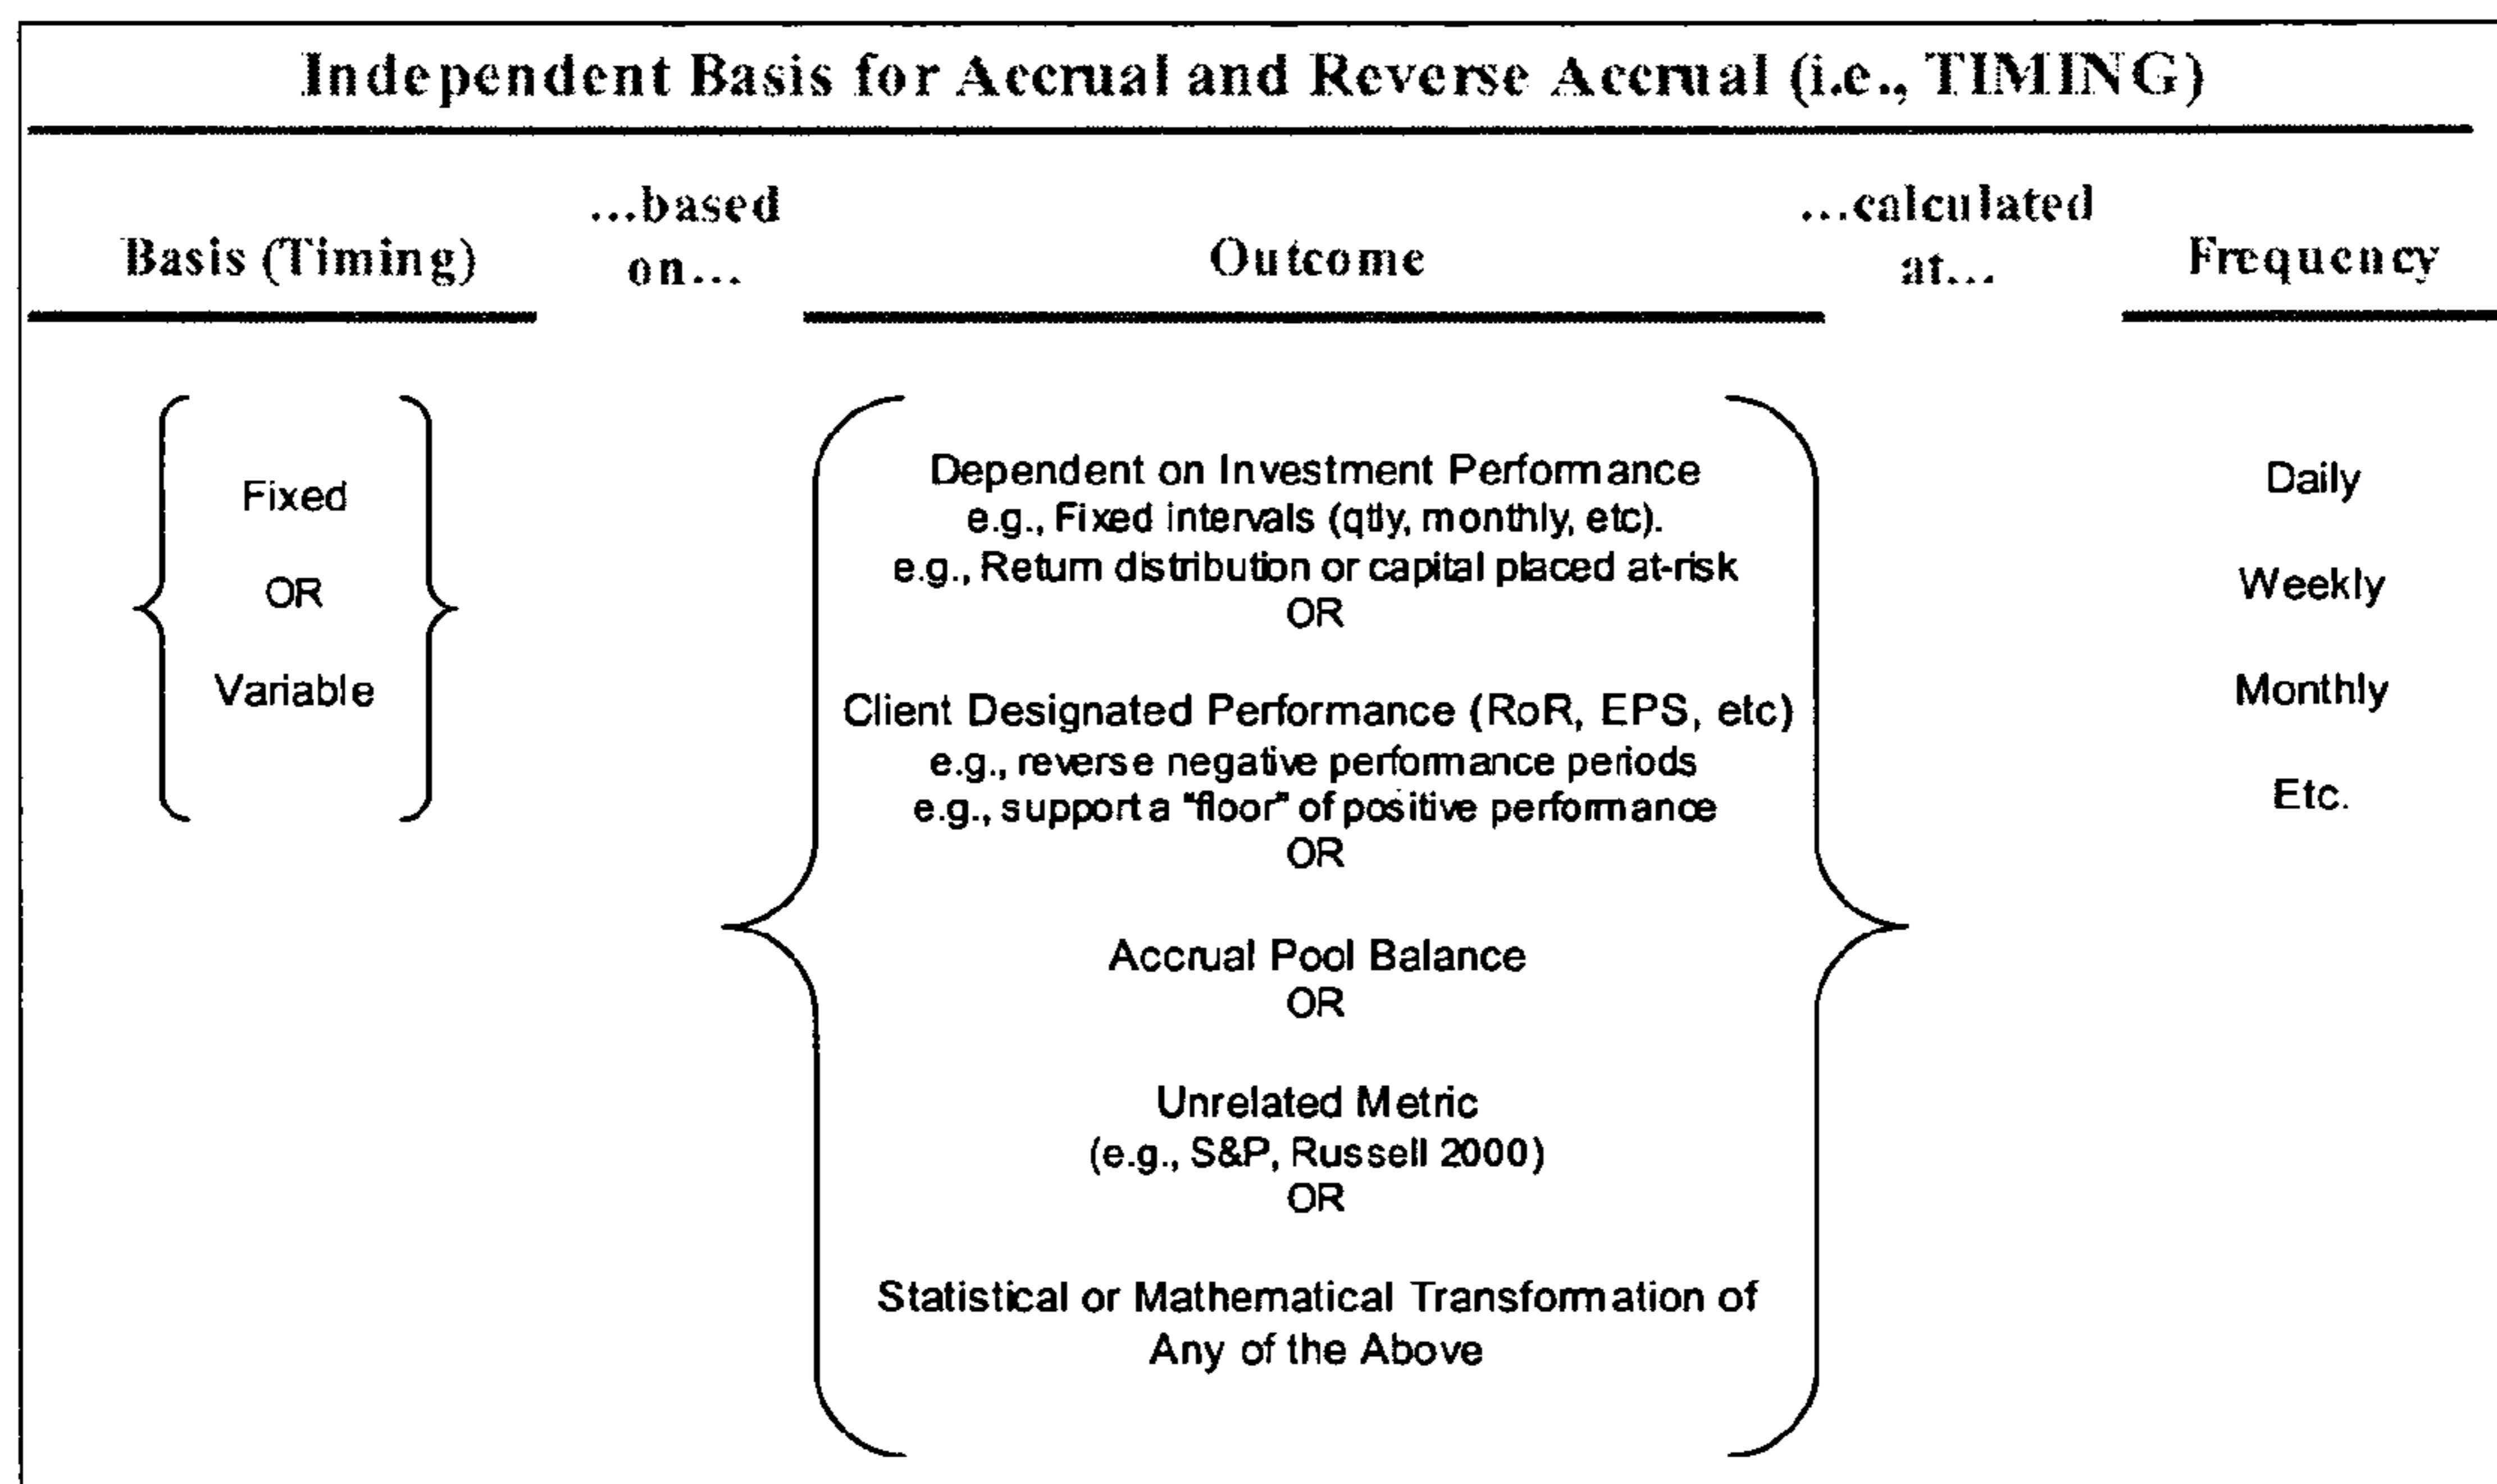 Independent Basis for Accrual and Reverse Accrual (i.e., TIMING)
Basis (Timing)
...based
on...
Outcome
...calculated
at...
Frequency
Fixed
OR
Variable
Dependent on Investment Performance
e.g., Fixed intervals (qtly, monthly, etc).
e.g., Return distribution or capital placed at-risk
OR
Client Designated Performance (RoR, EPS, etc)
e.g., reverse negative performance periods
e.g., support a "floor" of positive performance
OR
Accrual Pool Balance
OR
Unrelated Metric
(e.g., S&P, Russell 2000)
OR
Statistical or Mathematical Transformation of
Any of the Above
Daily
Weekly
Monthly
Etc.